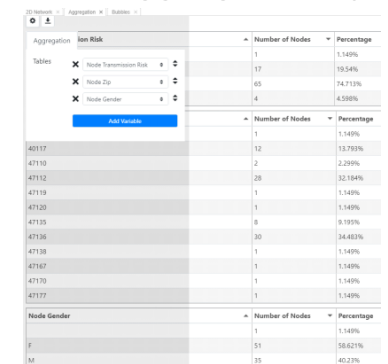 2D Network × Aggregation × Bubbles ×
Aggregation
Tables
Node Transmission Risk
Node Zip
Node Gender
Add Variable
ion Risk Number of Nodes Percentage
1 1.149%
17 19.54%
65 74.713%
4 4.598%
Number of Nodes Percentage
1 1.149%
40117 12 13.793%
47110 2 2.299%
47112 28 32.184%
47119 1 1.149%
47120 1 1.149%
47135 8 9.195%
47136 30 34.483%
47138 1 1.149%
47167 1 1.149%
47170 1 1.149%
47177 1 1.149%
Node Gender Number of Nodes Percentage
1 1.149%
F 51 58.621%
M 35 40.23%